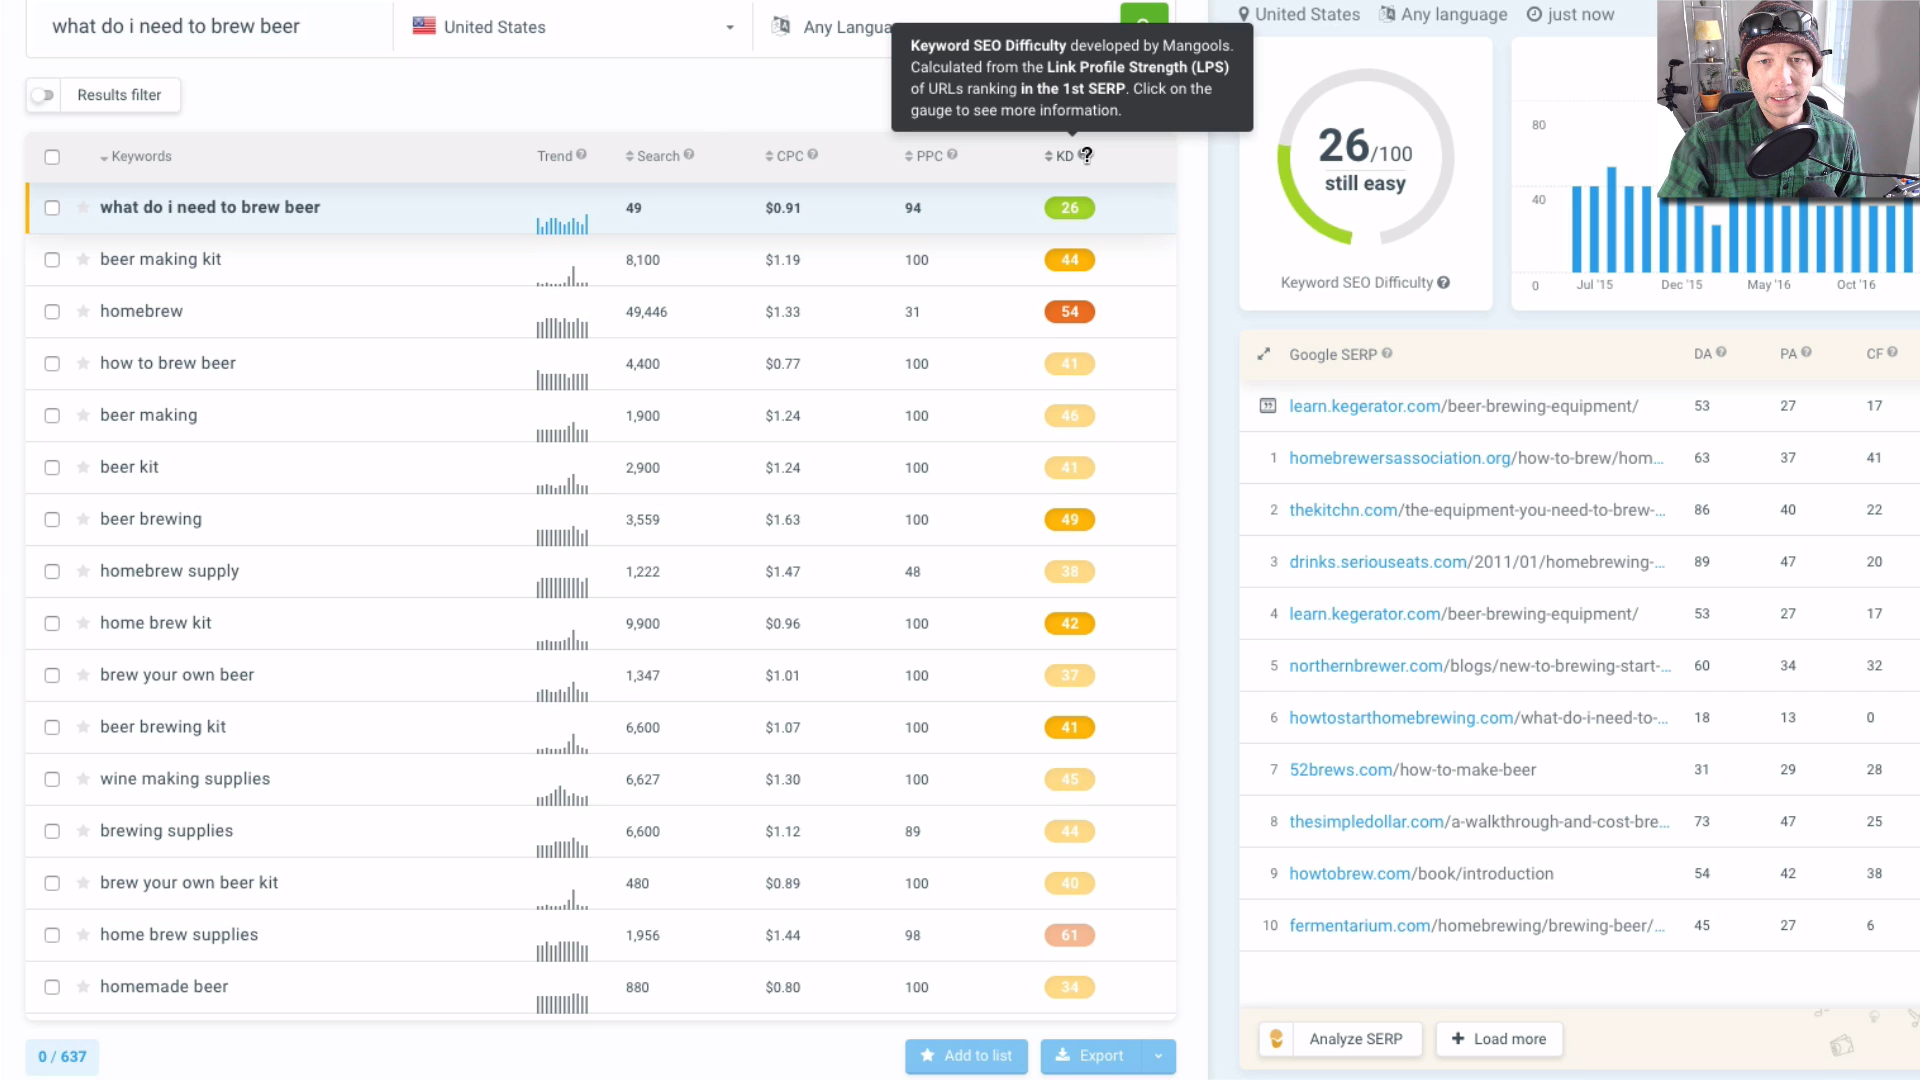 what do i need to brew beer
United States
Any Langua
Keyword SEO Difficulty developed by Mangools.
Calculated from the Link Profile Strength (LPS)
of URLs ranking in the 1st SERP. Click on the
gauge to see more information.
United States
Any language
just now
Results filter
Keywords Trend Search CPC PPC KD
what do i need to brew beer 49 $0.91 94 26
beer making kit 8,100 $1.19 100 44
homebrew 49,446 $1.33 31 54
how to brew beer 4,400 $0.77 100 41
beer making 1,900 $1.24 100 46
beer kit 2,900 $1.24 100 41
beer brewing 3,559 $1.63 100 49
homebrew supply 1,222 $1.47 48 38
home brew kit 9,900 $0.96 100 42
brew your own beer 1,347 $1.01 100 37
beer brewing kit 6,600 $1.07 100 41
wine making supplies 6,627 $1.30 100 45
brewing supplies 6,600 $1.12 89 44
brew your own beer kit 480 $0.89 100 40
home brew supplies 1,956 $1.44 98 61
homemade beer 880 $0.80 100 34
0 / 637
Add to list
Export
26/100
still easy
Keyword SEO Difficulty
80
40
0
Jul '15 Dec '15 May '16 Oct '16
Google SERP DA PA CF
learn.kegerator.com/beer-brewing-equipment/ 53 27 17
1 homebrewersassociation.org/how-to-brew/hom... 63 37 41
2 thekitchn.com/the-equipment-you-need-to-brew-... 86 40 22
3 drinks.seriouseats.com/2011/01/homebrewing-... 89 47 20
4 learn.kegerator.com/beer-brewing-equipment/ 53 27 17
5 northernbrewer.com/blogs/new-to-brewing-start-... 60 34 32
6 howtostarthomebrewing.com/what-do-i-need-to-... 18 13 0
7 52brews.com/how-to-make-beer 31 29 28
8 thesimpledollar.com/a-walkthrough-and-cost-bre... 73 47 25
9 howtobrew.com/book/introduction 54 42 38
10 fermentarium.com/homebrewing/brewing-beer/... 45 27 6
Analyze SERP
+ Load more